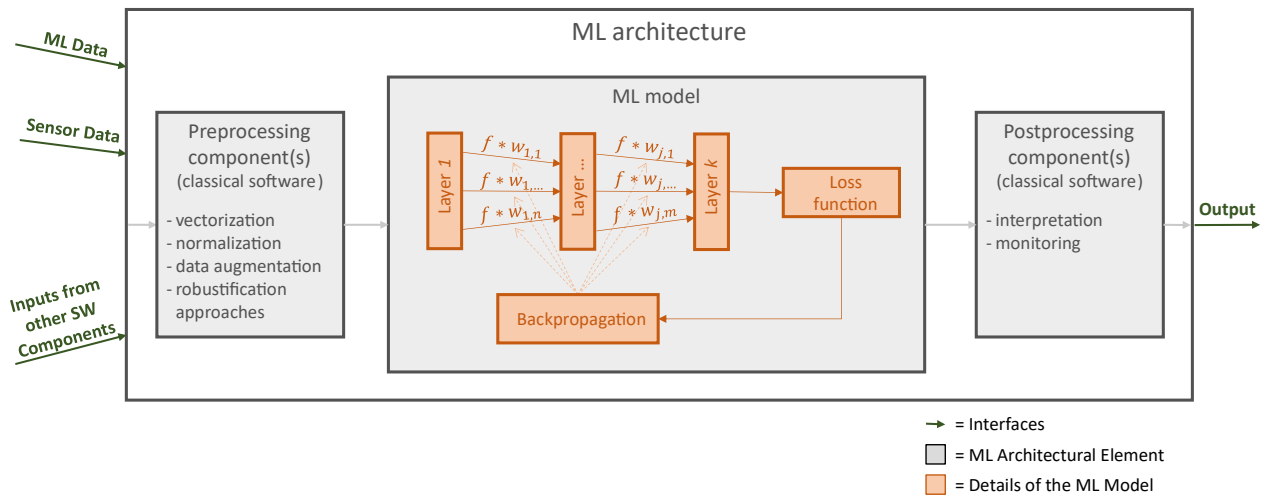 ML architecture
ML Data
Sensor Data
Inputs from
other SW
Components
Preprocessing
component(s)
(classical software)
- vectorization
- normalization
- data augmentation
- robustification
approaches
ML model
Layer 1
f * w1,1
f * w1,…
f * w1,n
Layer …
f * wj,1
f * wj,…
f * wj,m
Layer k
Loss
function
Backpropagation
Postprocessing
component(s)
(classical software)
- interpretation
- monitoring
Output
= Interfaces
= ML Architectural Element
= Details of the ML Model